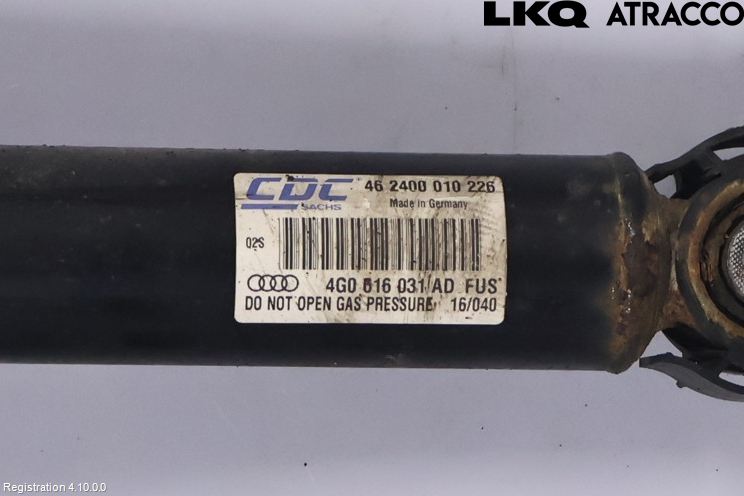 LKQ ATRACCO
CDC 46 2400 010 226
SACHS Made in Germany
02S
4G0 616 031 AD FUS
DO NOT OPEN GAS PRESSURE 16/040
Registration 4.10.0.0